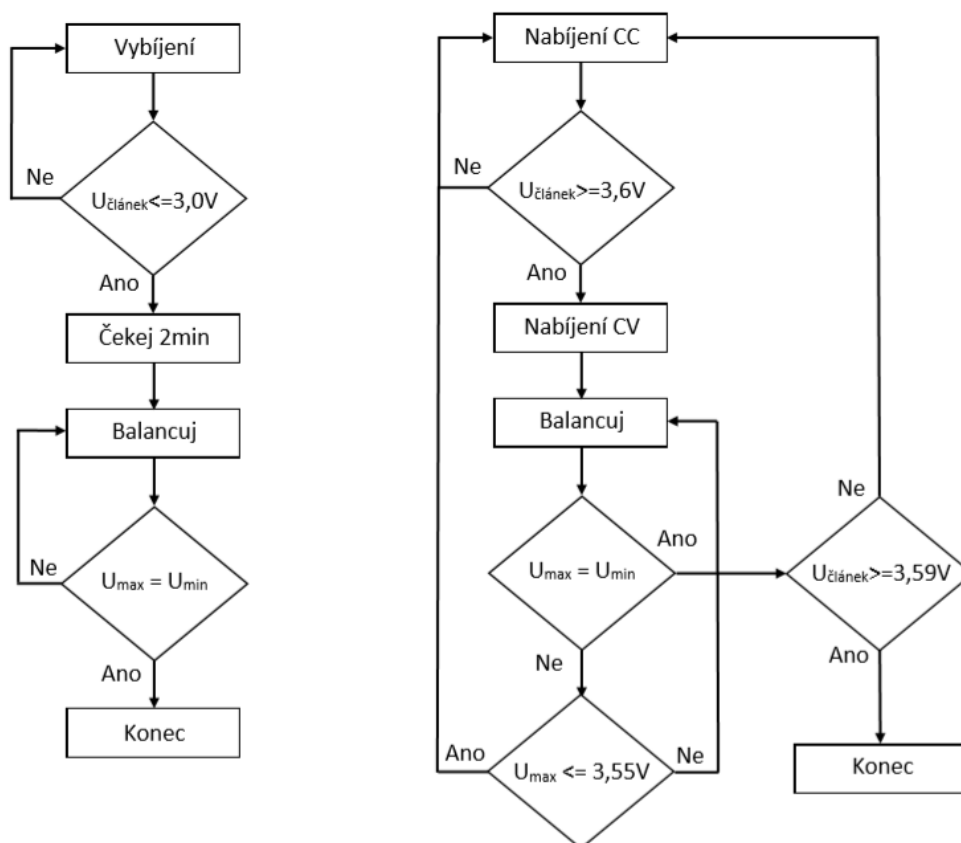 Vybíjení
Ne
Učlánek<=3,0V
Ano
Čekej 2min
Balancuj
Ne
Umax = Umin
Ano
Konec
Nabíjení CC
Ne
Učlánek>=3,6V
Ano
Nabíjení CV
Balancuj
Ano
Umax = Umin
Ne
Ano
Umax <= 3,55V
Ne
Ne
Učlánek>=3,59V
Ano
Konec